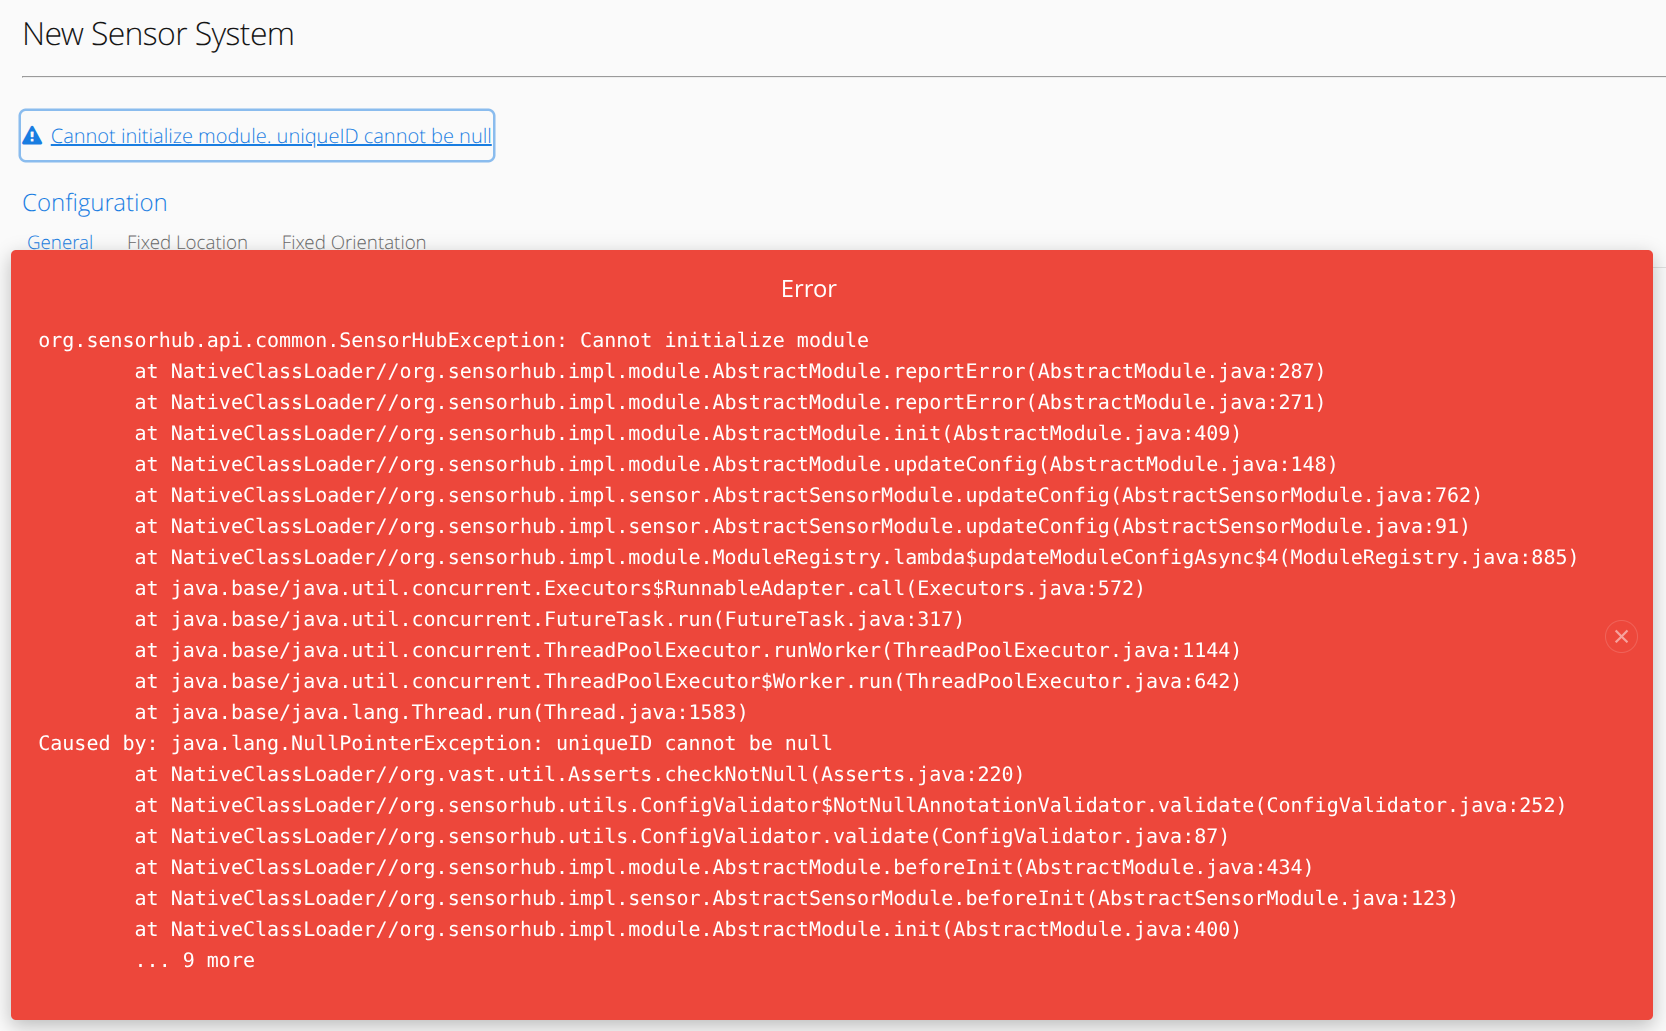 New Sensor System
Cannot initialize module. uniqueID cannot be null
Configuration
General Fixed Location Fixed Orientation
Error
org.sensorhub.api.common.SensorHubException: Cannot initialize module
at NativeClassLoader//org.sensorhub.impl.module.AbstractModule.reportError(AbstractModule.java:287)
at NativeClassLoader//org.sensorhub.impl.module.AbstractModule.reportError(AbstractModule.java:271)
at NativeClassLoader//org.sensorhub.impl.module.AbstractModule.init(AbstractModule.java:409)
at NativeClassLoader//org.sensorhub.impl.module.AbstractModule.updateConfig(AbstractModule.java:148)
at NativeClassLoader//org.sensorhub.impl.sensor.AbstractSensorModule.updateConfig(AbstractSensorModule.java:762)
at NativeClassLoader//org.sensorhub.impl.sensor.AbstractSensorModule.updateConfig(AbstractSensorModule.java:91)
at NativeClassLoader//org.sensorhub.impl.module.ModuleRegistry.lambda$updateModuleConfigAsync$4(ModuleRegistry.java:885)
at java.base/java.util.concurrent.Executors$RunnableAdapter.call(Executors.java:572)
at java.base/java.util.concurrent.FutureTask.run(FutureTask.java:317)
at java.base/java.util.concurrent.ThreadPoolExecutor.runWorker(ThreadPoolExecutor.java:1144)
at java.base/java.util.concurrent.ThreadPoolExecutor$Worker.run(ThreadPoolExecutor.java:642)
at java.base/java.lang.Thread.run(Thread.java:1583)
Caused by: java.lang.NullPointerException: uniqueID cannot be null
at NativeClassLoader//org.vast.util.Asserts.checkNotNull(Asserts.java:220)
at NativeClassLoader//org.sensorhub.utils.ConfigValidator$NotNullAnnotationValidator.validate(ConfigValidator.java:252)
at NativeClassLoader//org.sensorhub.utils.ConfigValidator.validate(ConfigValidator.java:87)
at NativeClassLoader//org.sensorhub.impl.module.AbstractModule.beforeInit(AbstractModule.java:434)
at NativeClassLoader//org.sensorhub.impl.sensor.AbstractSensorModule.beforeInit(AbstractSensorModule.java:123)
at NativeClassLoader//org.sensorhub.impl.module.AbstractModule.init(AbstractModule.java:400)
... 9 more